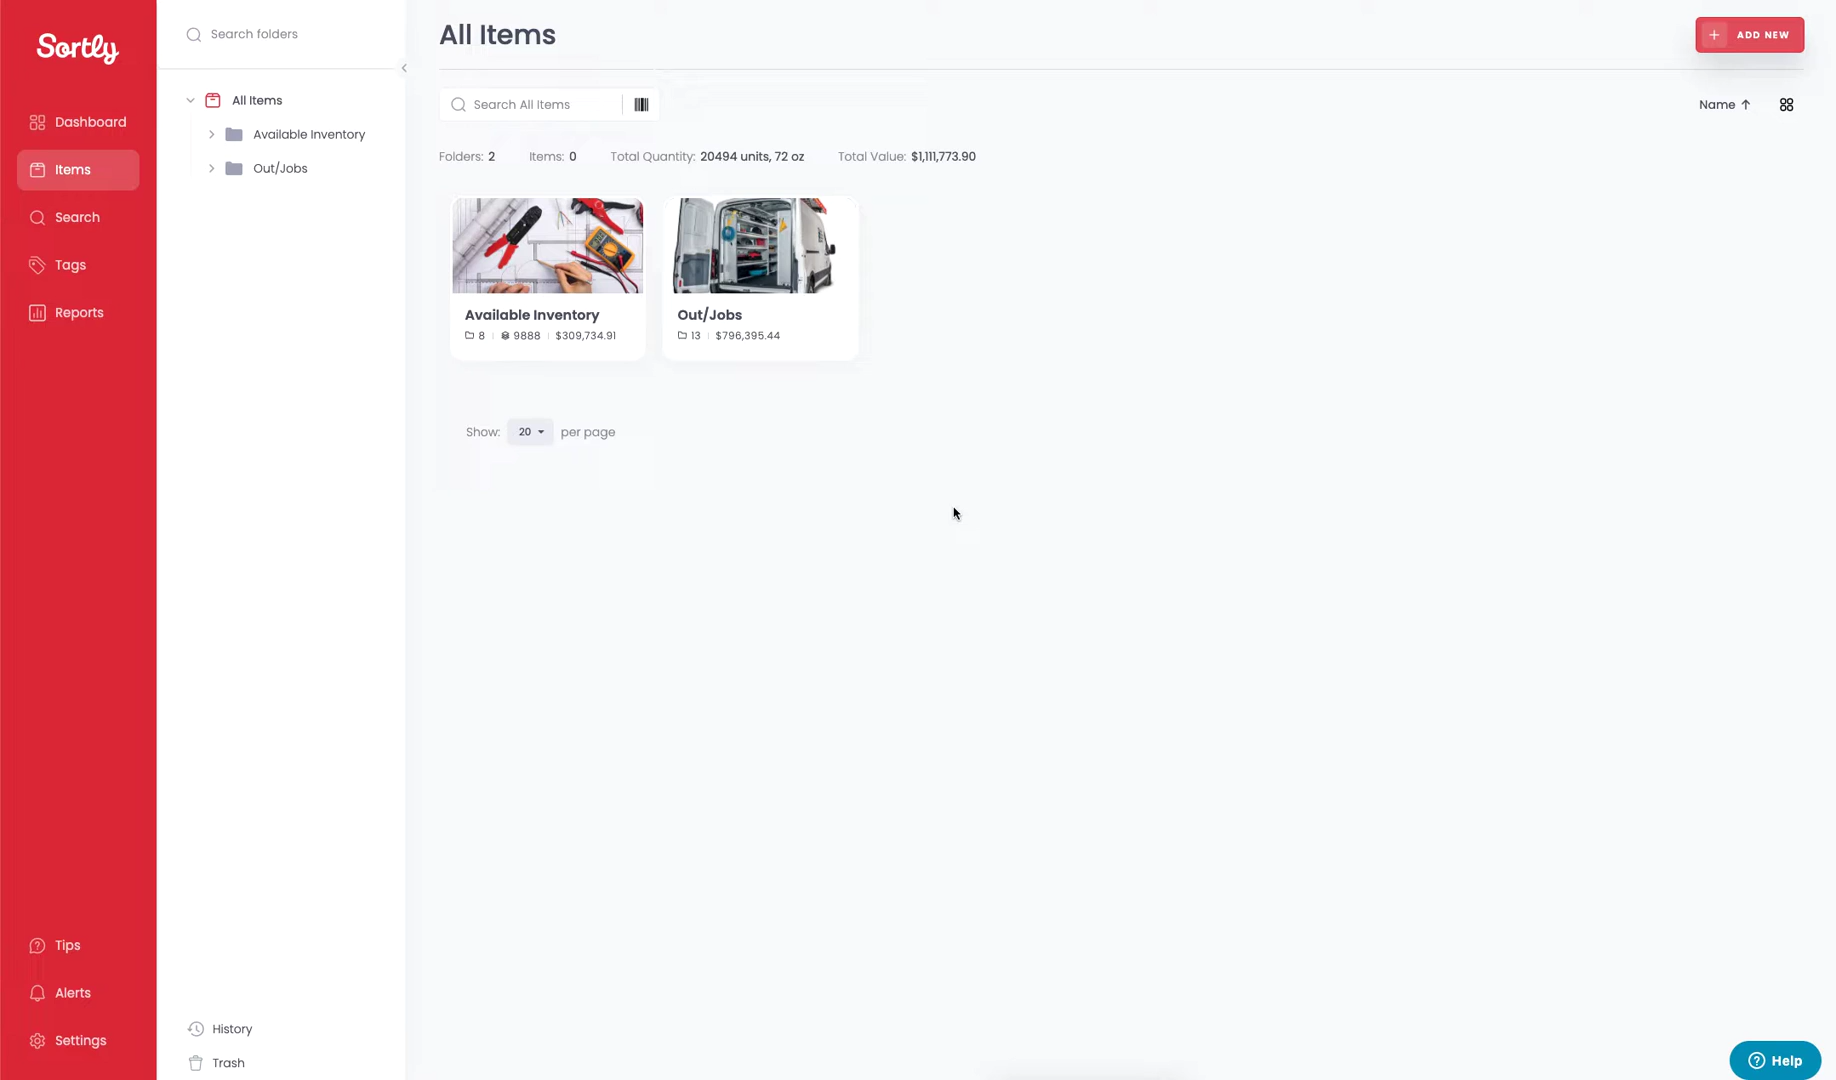 Sortly
Dashboard
Items
Search
Tags
Reports
Tips
Alerts
Settings
Search folders
All Items
Available Inventory
Out/Jobs
History
Trash
All Items
ADD NEW
Search All Items
Name
Folders: 2 Items: 0 Total Quantity: 20494 units, 72 oz Total Value: $1,111,773.90
Available Inventory
8 | 9888 | $309,734.91
Out/Jobs
13 | $796,395.44
Show: 20 per page
Help